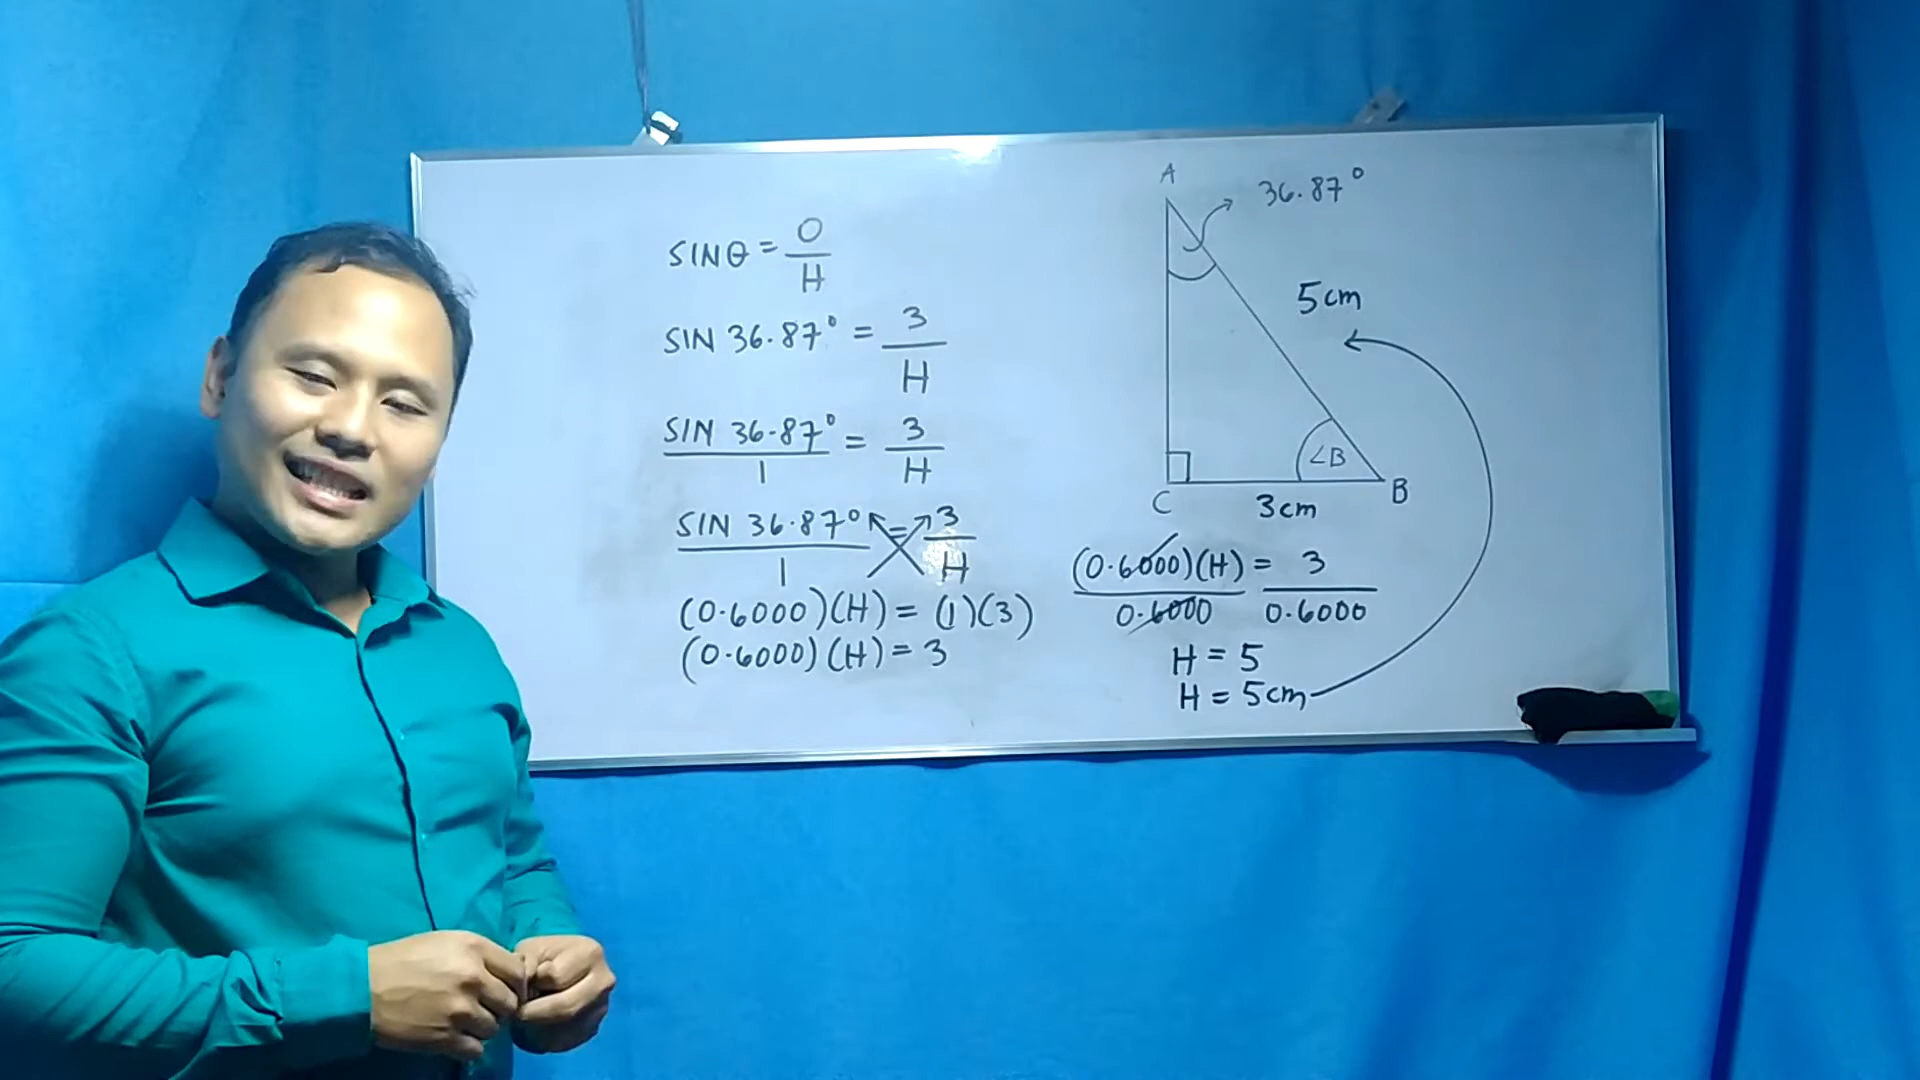 SINθ = O/H
SIN 36.87° = 3/H
SIN 36.87°/1 = 3/H
SIN 36.87°/1 = 3/H
(0.6000)(H) = (1)(3)
(0.6000)(H) = 3
A
36.87°
5cm
∠B
C
B
3cm
(0.6000)(H)/0.6000 = 3/0.6000
H = 5
H = 5cm